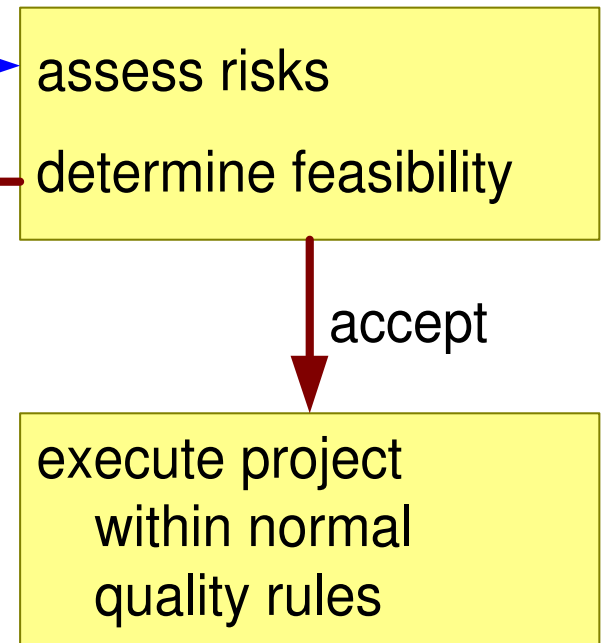 assess risks
determine feasibility
accept
execute project
within normal
quality rules